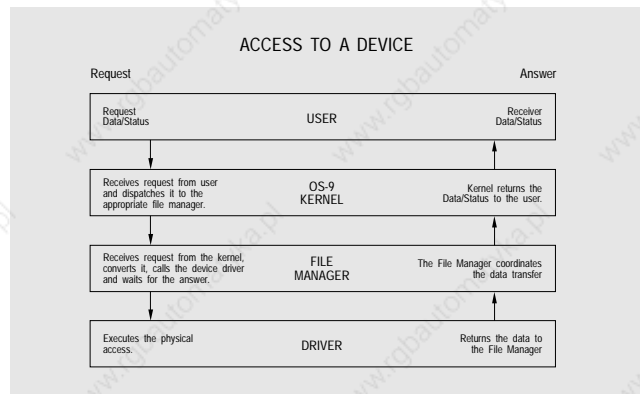 ACCESS TO A DEVICE
Request
Answer
Request
Data/Status
USER
Receiver
Data/Status
Receives request from user
and dispatches it to the
appropriate file manager.
OS-9
KERNEL
Kernel returns the
Data/Status to the user.
Receives request from the kernel,
converts it, calls the device driver
and waits for the answer.
FILE
MANAGER
The File Manager coordinates
the data transfer
Executes the physical
access.
DRIVER
Returns the data to
the File Manager
www.rgbautomatyka.pl